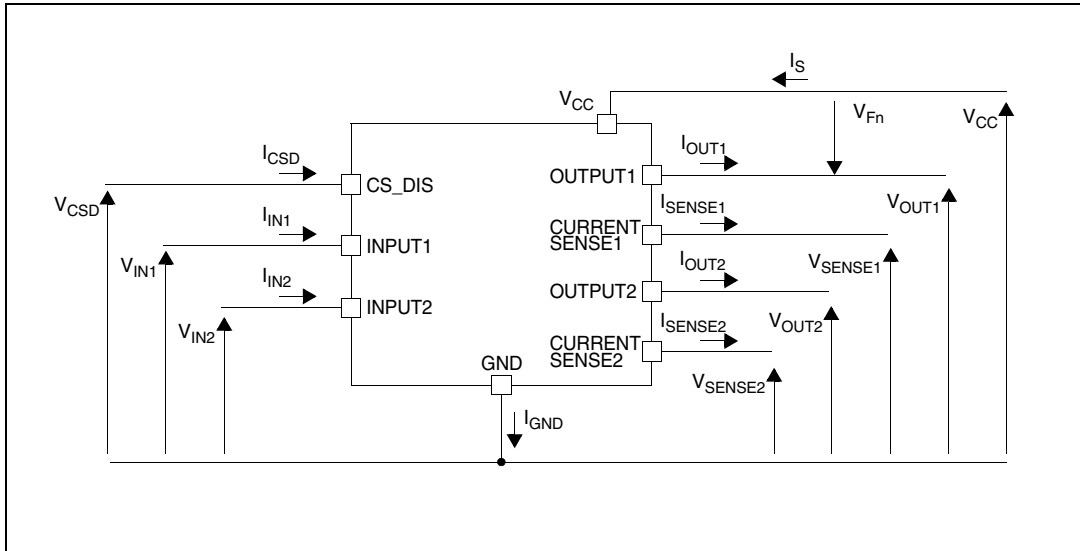 I_S
V_CC
V_Fn
V_CC
I_OUT1
I_CSD
OUTPUT1
CS_DIS
V_CSD
I_SENSE1
V_OUT1
I_IN1
CURRENT
SENSE1
INPUT1
V_IN1
I_OUT2
V_SENSE1
I_IN2
OUTPUT2
INPUT2
I_SENSE2
V_OUT2
V_IN2
CURRENT
SENSE2
GND
V_SENSE2
I_GND